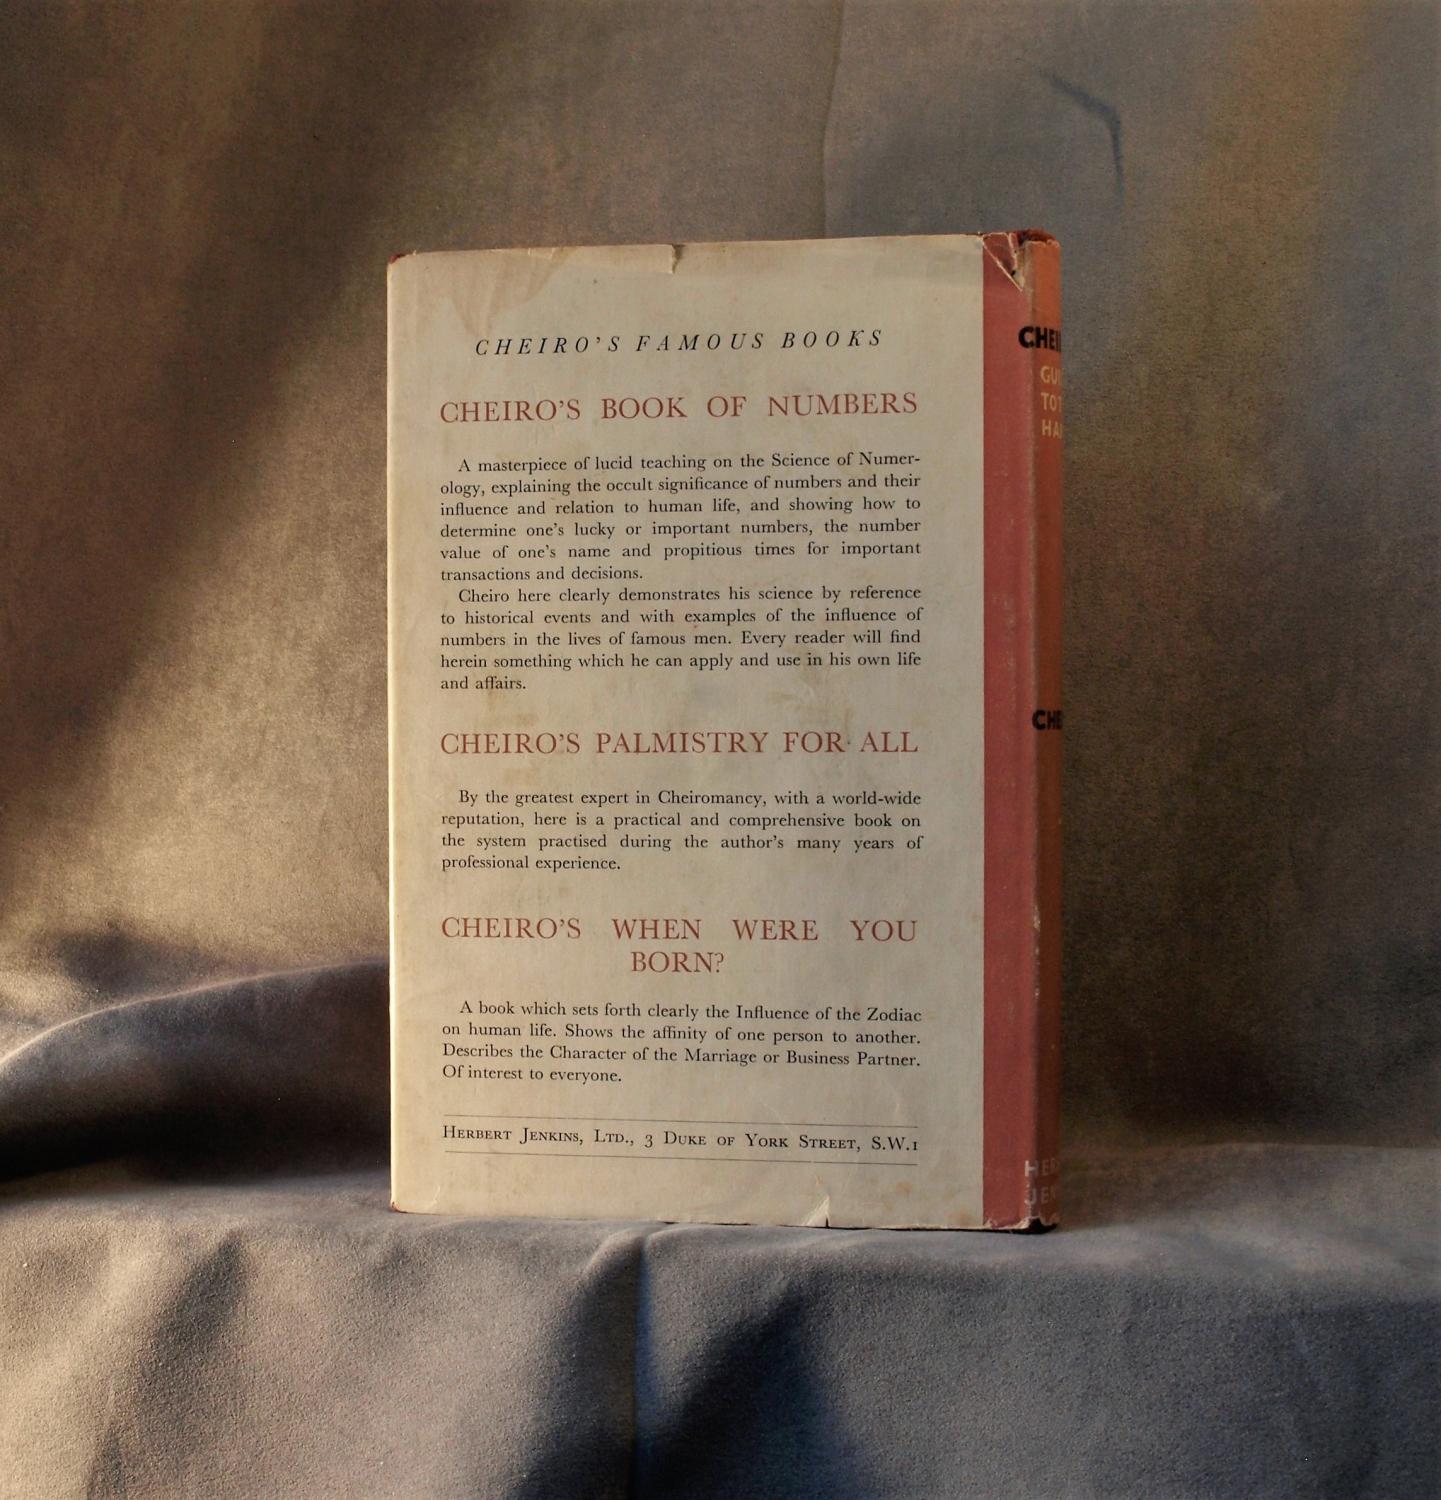 CHEIRO'S FAMOUS BOOKS
CHEIRO'S BOOK OF NUMBERS
A masterpiece of lucid teaching on the Science of Numer-
ology, explaining the occult significance of numbers and their
influence and relation to human life, and showing how to
determine one's lucky or important numbers, the number
value of one's name and propitious times for important
transactions and decisions.
Cheiro here clearly demonstrates his science by reference
to historical events and with examples of the influence of
numbers in the lives of famous men. Every reader will find
herein something which he can apply and use in his own life
and affairs.
CHEIRO'S PALMISTRY FOR ALL
By the greatest expert in Cheiromancy, with a world-wide
reputation, here is a practical and comprehensive book on
the system practised during the author's many years of
professional experience.
CHEIRO'S WHEN WERE YOU
BORN?
A book which sets forth clearly the Influence of the Zodiac
on human life. Shows the affinity of one person to another.
Describes the Character of the Marriage or Business Partner.
Of interest to everyone.
HERBERT JENKINS, LTD., 3 DUKE OF YORK STREET, S.W.1